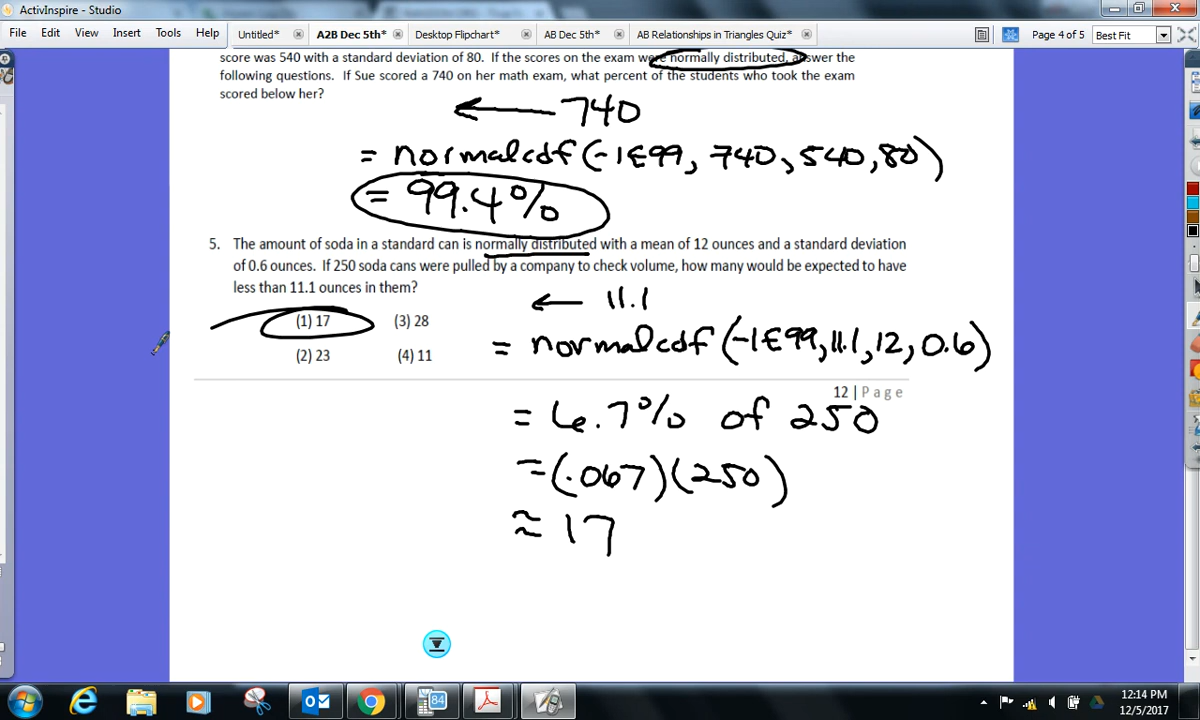 ActivInspire - Studio
File Edit View Insert Tools Help Untitled* A2B Dec 5th* Desktop Flipchart* AB Dec 5th* AB Relationships in Triangles Quiz* Page 4 of 5 Best Fit
score was 540 with a standard deviation of 80. If the scores on the exam were normally distributed, answer the
following questions. If Sue scored a 740 on her math exam, what percent of the students who took the exam
scored below her?
← 740
= normalcdf(-1E99, 740, 540, 80)
= 99.4%
5. The amount of soda in a standard can is normally distributed with a mean of 12 ounces and a standard deviation
of 0.6 ounces. If 250 soda cans were pulled by a company to check volume, how many would be expected to have
less than 11.1 ounces in them?
← 11.1
(1) 17 (3) 28
= normalcdf(-1E99, 11.1, 12, 0.6)
(2) 23 (4) 11
12 | Page
= 6.7% of 250
= (.067)(250)
≈ 17
84
12:14 PM
12/5/2017